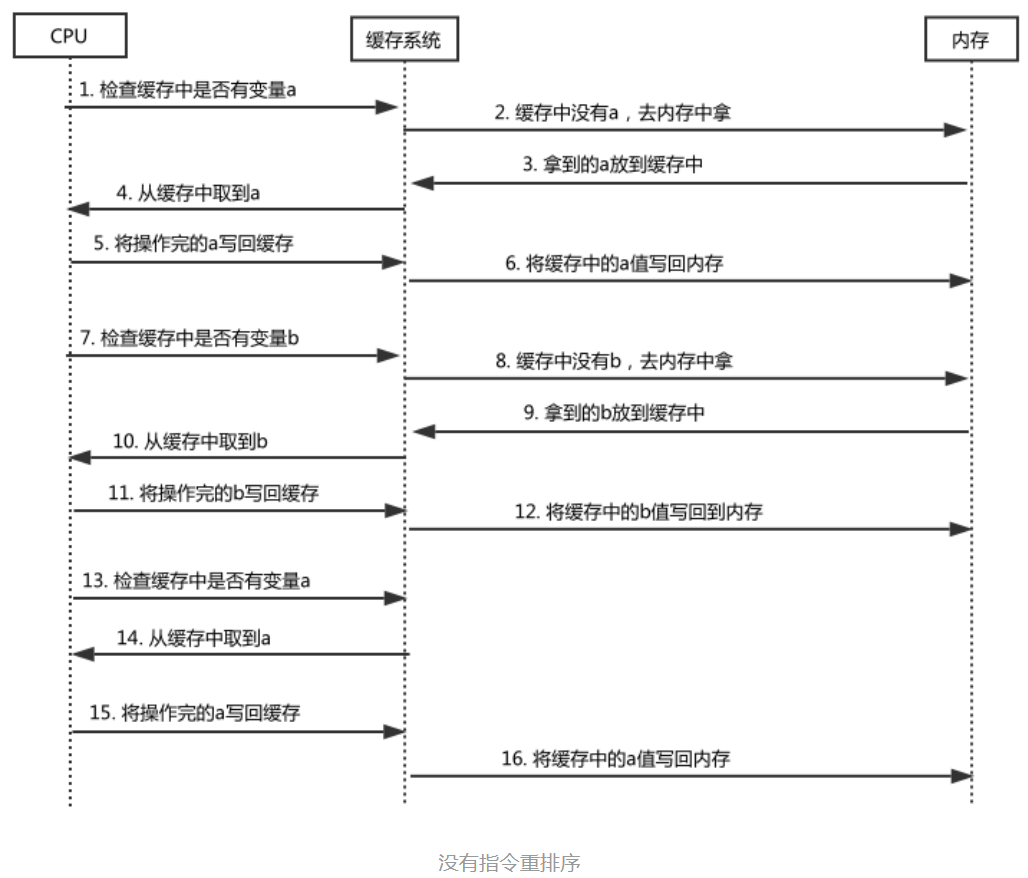 CPU
缓存系统
内存
1. 检查缓存中是否有变量a
2. 缓存中没有a，去内存中拿
3. 拿到的a放到缓存中
4. 从缓存中取到a
5. 将操作完的a写回缓存
6. 将缓存中的a值写回内存
7. 检查缓存中是否有变量b
8. 缓存中没有b，去内存中拿
9. 拿到的b放到缓存中
10. 从缓存中取到b
11. 将操作完的b写回缓存
12. 将缓存中的b值写回到内存
13. 检查缓存中是否有变量a
14. 从缓存中取到a
15. 将操作完的a写回缓存
16. 将缓存中的a值写回内存
没有指令重排序